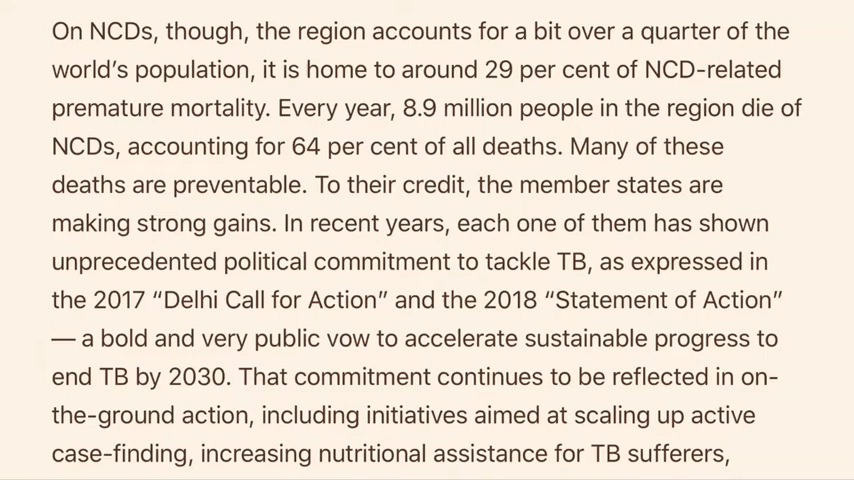 On NCDs, though, the region accounts for a bit over a quarter of the
world’s population, it is home to around 29 per cent of NCD-related
premature mortality. Every year, 8.9 million people in the region die of
NCDs, accounting for 64 per cent of all deaths. Many of these
deaths are preventable. To their credit, the member states are
making strong gains. In recent years, each one of them has shown
unprecedented political commitment to tackle TB, as expressed in
the 2017 “Delhi Call for Action” and the 2018 “Statement of Action”
— a bold and very public vow to accelerate sustainable progress to
end TB by 2030. That commitment continues to be reflected in on-
the-ground action, including initiatives aimed at scaling up active
case-finding, increasing nutritional assistance for TB sufferers,